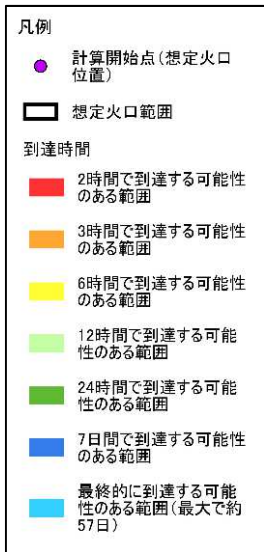 凡例
計算開始点(想定火口
位置)
想定火口範囲
到達時間
2時間で到達する可能性
のある範囲
3時間で到達する可能性
のある範囲
6時間で到達する可能性
のある範囲
12時間で到達する可能
性のある範囲
24時間で到達する可能
性のある範囲
7日間で到達する可能性
のある範囲
最終的に到達する可能
性のある範囲(最大で約
57日)